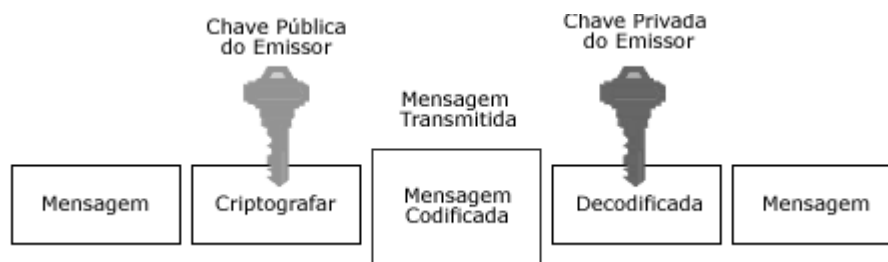 Chave Pública
do Emissor
Chave Privada
do Emissor
Mensagem
Transmitida
Mensagem
Criptografar
Mensagem
Codificada
Decodificada
Mensagem